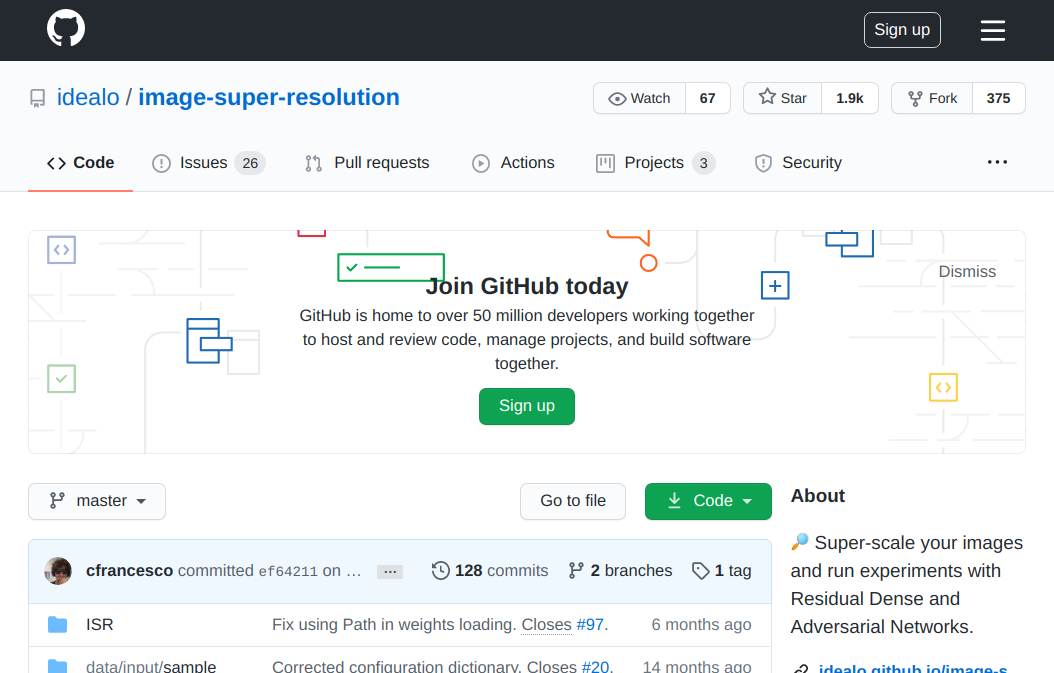 Sign up
idealo / image-super-resolution
Watch 67 Star 1.9k Fork 375
Code Issues 26 Pull requests Actions Projects 3 Security ...
Dismiss
Join GitHub today
GitHub is home to over 50 million developers working together
to host and review code, manage projects, and build software
together.
Sign up
master Go to file Code
About
🔎 Super-scale your images
and run experiments with
Residual Dense and
Adversarial Networks.
idealo.github.io/image-s...
cfrancesco committed ef64211 on … ... 128 commits 2 branches 1 tag
ISR Fix using Path in weights loading. Closes #97. 6 months ago
data/input/sample Corrected configuration dictionary. Closes #20. 14 months ago